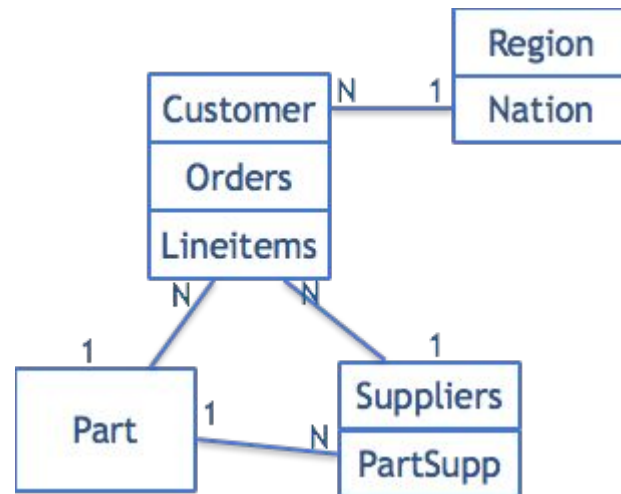 Region
N 1
Customer Nation
Orders
Lineitems
N N
1 1
Suppliers
1
Part N
PartSupp